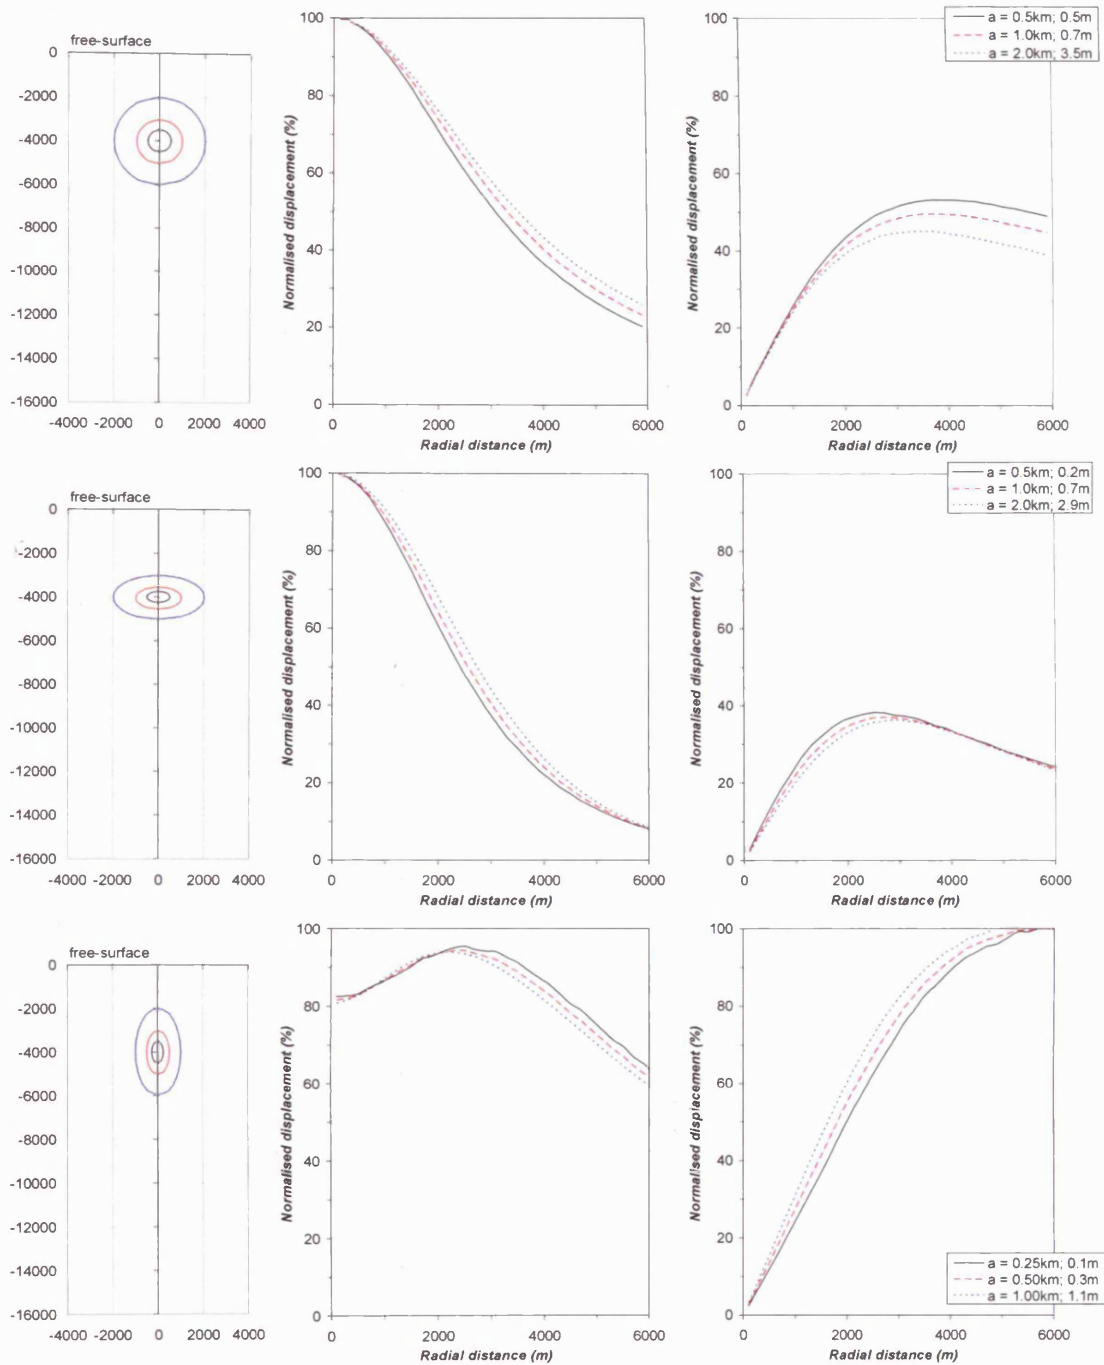 free-surface
0
-2000
-4000
-6000
-8000
-10000
-12000
-14000
-16000
-4000 -2000 0 2000 4000
Normalised displacement (%)
100
80
60
40
20
0
0 2000 4000 6000
Radial distance (m)
Normalised displacement (%)
100
80
60
40
20
0
0 2000 4000 6000
Radial distance (m)
a = 0.5km; 0.5m
a = 1.0km; 0.7m
a = 2.0km; 3.5m
free-surface
0
-2000
-4000
-6000
-8000
-10000
-12000
-14000
-16000
-4000 -2000 0 2000 4000
Normalised displacement (%)
100
80
60
40
20
0
0 2000 4000 6000
Radial distance (m)
Normalised displacement (%)
100
80
60
40
20
0
0 2000 4000 6000
Radial distance (m)
a = 0.5km; 0.2m
a = 1.0km; 0.7m
a = 2.0km; 2.9m
free-surface
0
-2000
-4000
-6000
-8000
-10000
-12000
-14000
-16000
-4000 -2000 0 2000 4000
Normalised displacement (%)
100
80
60
40
20
0
0 2000 4000 6000
Radial distance (m)
Normalised displacement (%)
100
80
60
40
20
0
0 2000 4000 6000
Radial distance (m)
a = 0.25km; 0.1m
a = 0.50km; 0.3m
a = 1.00km; 1.1m